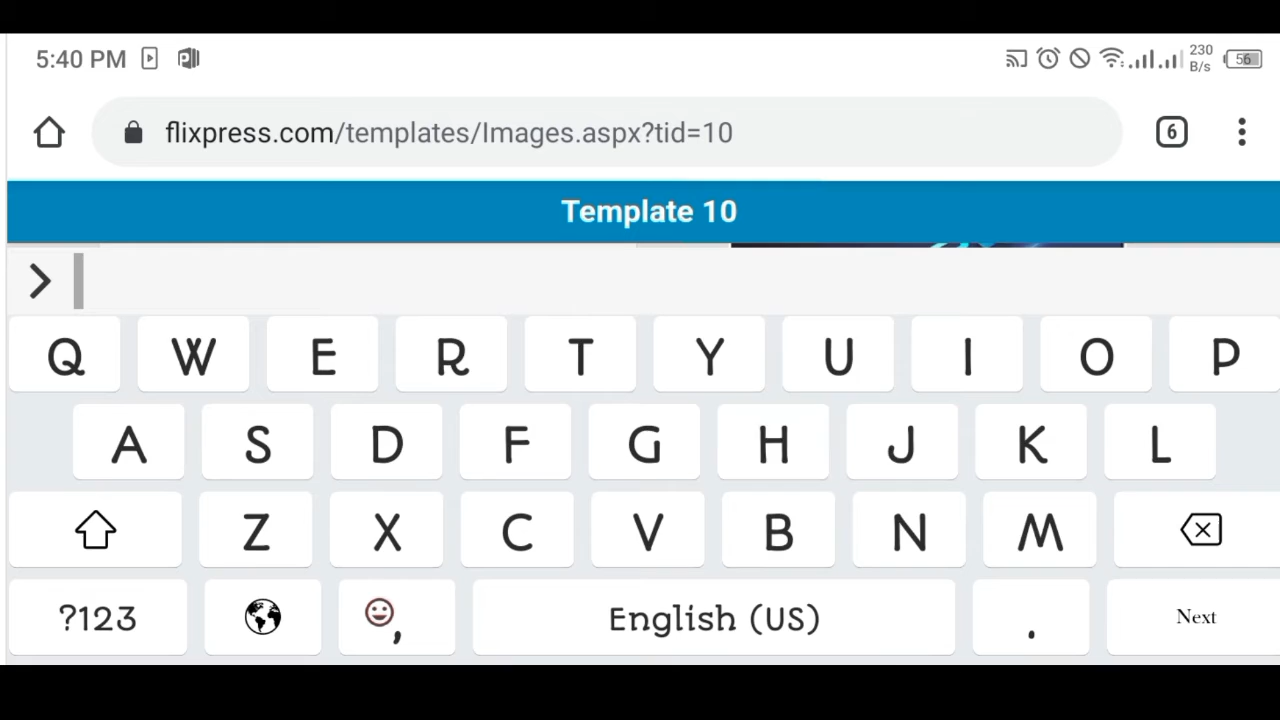 5:40 PM
230
B/s
56
flixpress.com/templates/Images.aspx?tid=10
6
Template 10
Q W E R T Y U I O P
A S D F G H J K L
Z X C V B N M
?123 , English (US) . Next